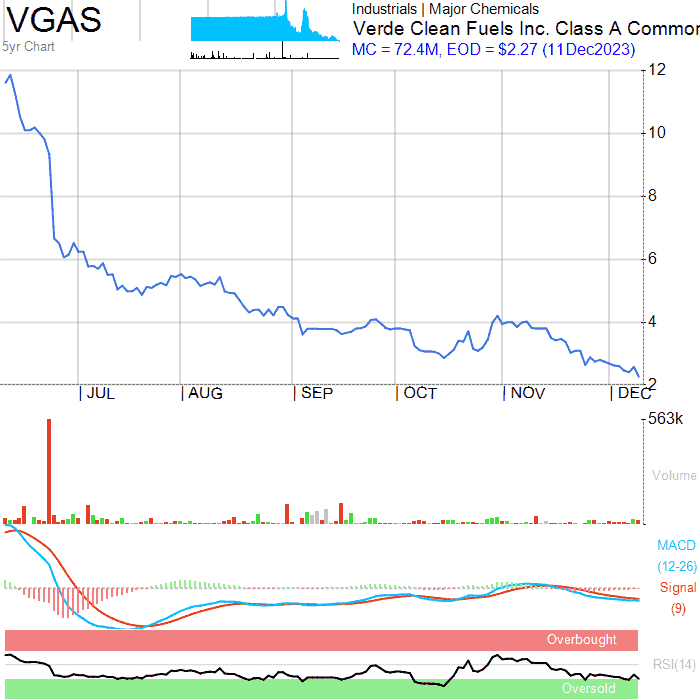 VGAS
5yr Chart
Industrials | Major Chemicals
Verde Clean Fuels Inc. Class A Common
MC = 72.4M, EOD = $2.27 (11Dec2023)
12
10
8
6
4
2
| JUL
| AUG
| SEP
| OCT
| NOV
| DEC
563k
Volume
MACD
(12-26)
Signal
(9)
Overbought
RSI(14)
Oversold